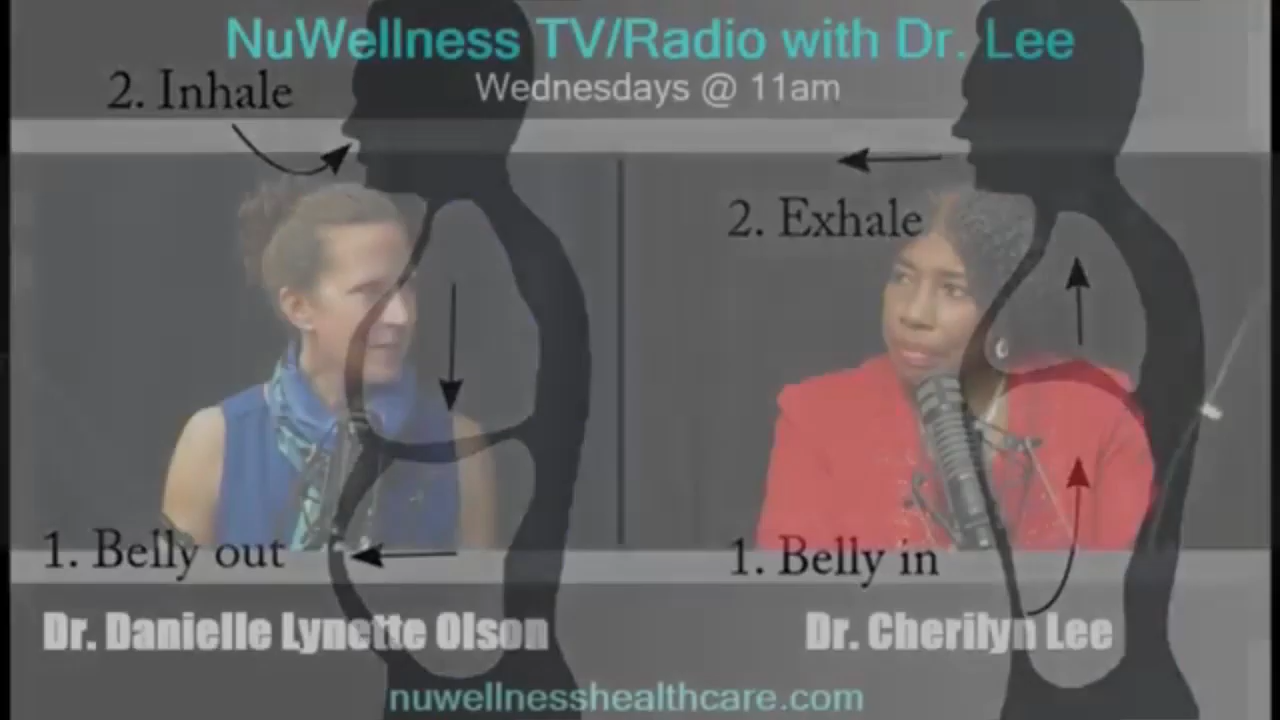 NuWellness TV/Radio with Dr. Lee
Wednesdays @ 11am
2. Inhale
2. Exhale
1. Belly out
1. Belly in
Dr. Danielle Lynette Olson
Dr. Cherilyn Lee
nuwellnesshealthcare.com